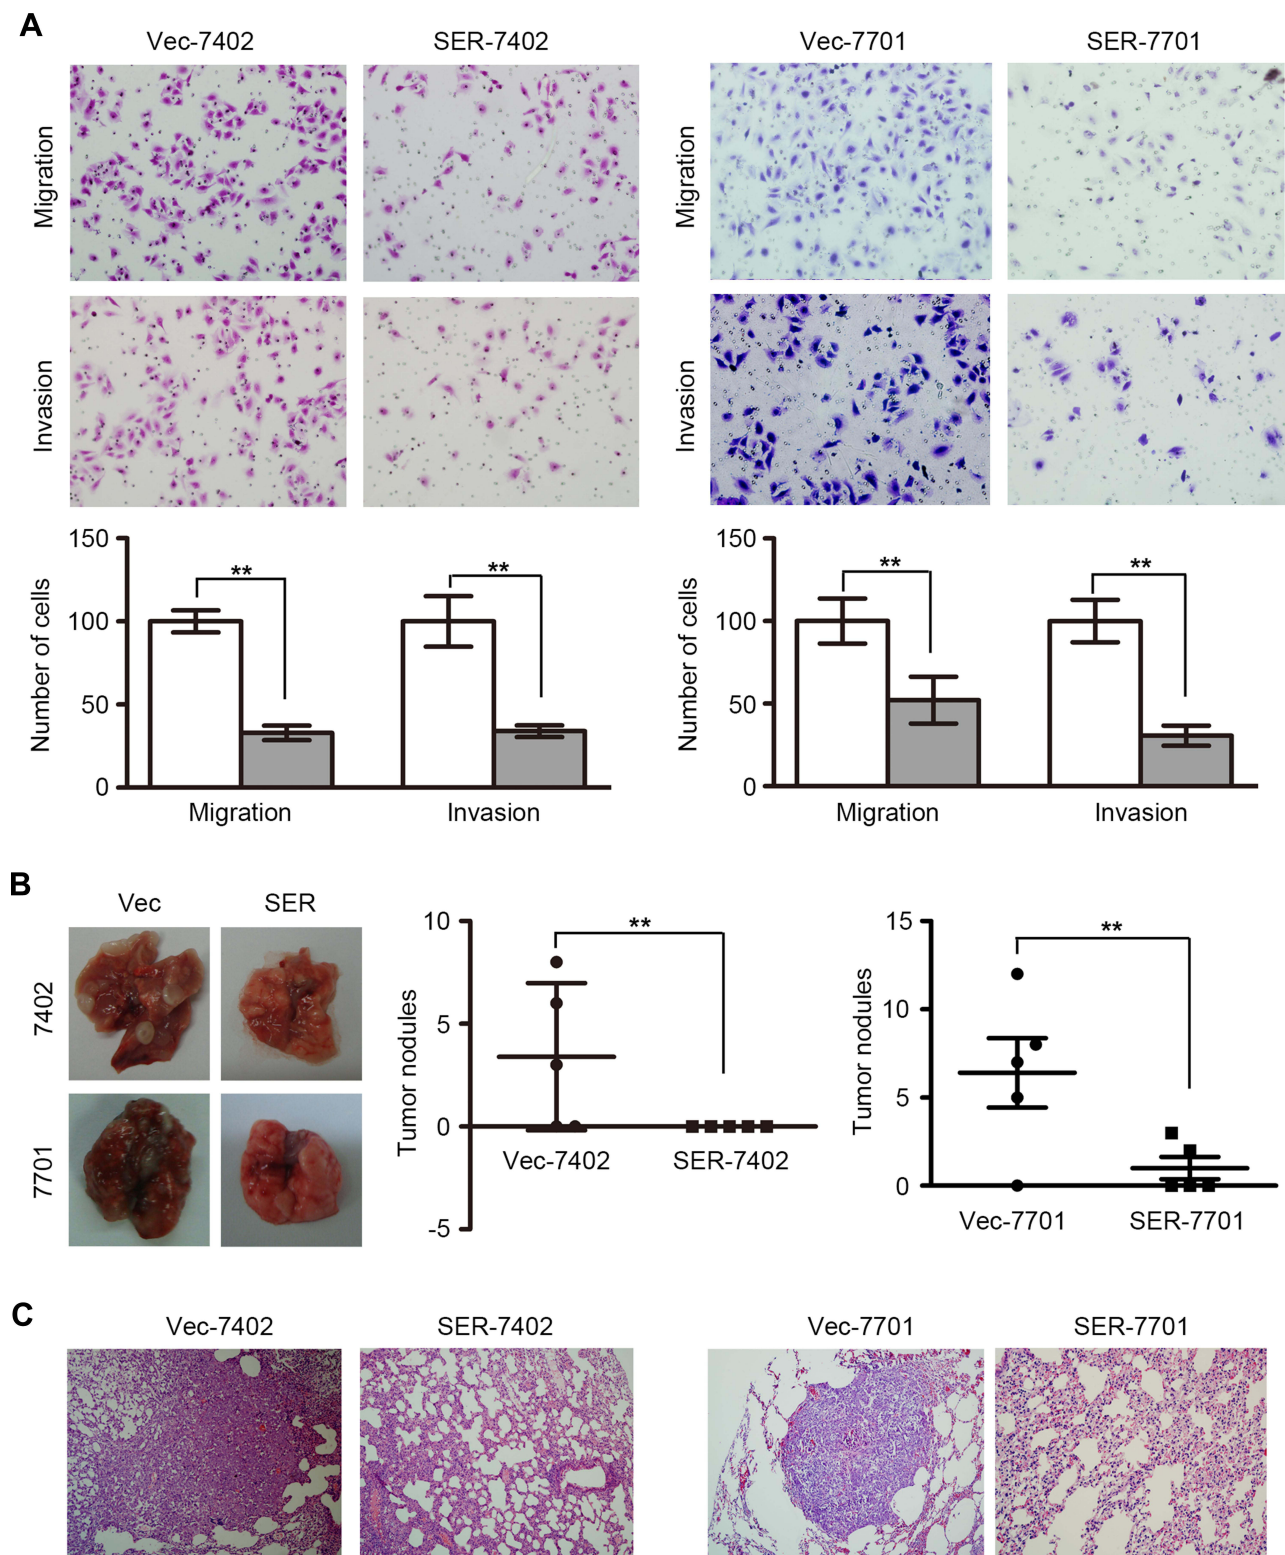 A
Vec-7402 SER-7402 Vec-7701 SER-7701
Migration Migration
Invasion Invasion
150 ** ** 150 ** **
100 100
50 50
0 0
Number of cells Number of cells
Migration Invasion Migration Invasion
B
Vec SER
7402
7701
10 ** 15 **
5 10
0 5
-5 0
Tumor nodules Tumor nodules
Vec-7402 SER-7402 Vec-7701 SER-7701
C
Vec-7402 SER-7402 Vec-7701 SER-7701